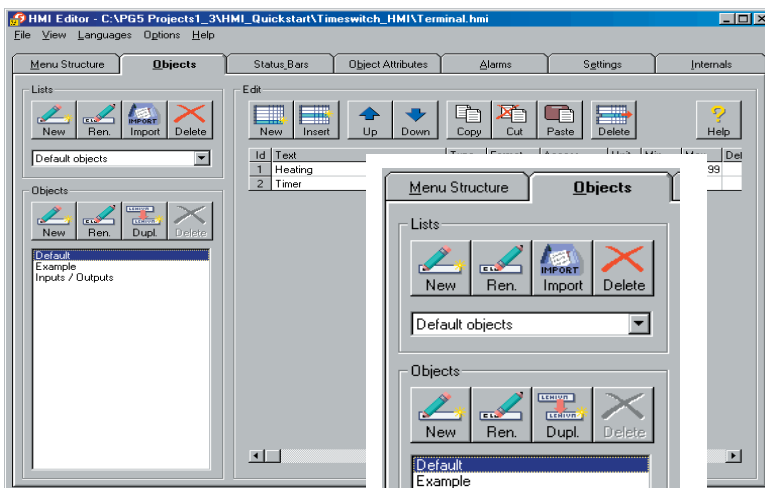 HMI Editor - C:\PG5 Projects1_3\HMI_Quickstart\Timeswitch_HMI\Terminal.hmi
File View Languages Options Help
Menu Structure Objects Status Bars Object Attributes Alarms Settings Internals
Lists
New Ren. IMPORT Import Delete
Default objects
Objects
New Ren. Dupl. Delete
Default
Example
Inputs / Outputs
Edit
New Insert Up Down Copy Cut Paste Delete Help
Id Text
1 Heating 99
2 Timer
Menu Structure Objects
Lists
New Ren. IMPORT Import Delete
Default objects
Objects
New Ren. Dupl. Delete
Default
Example